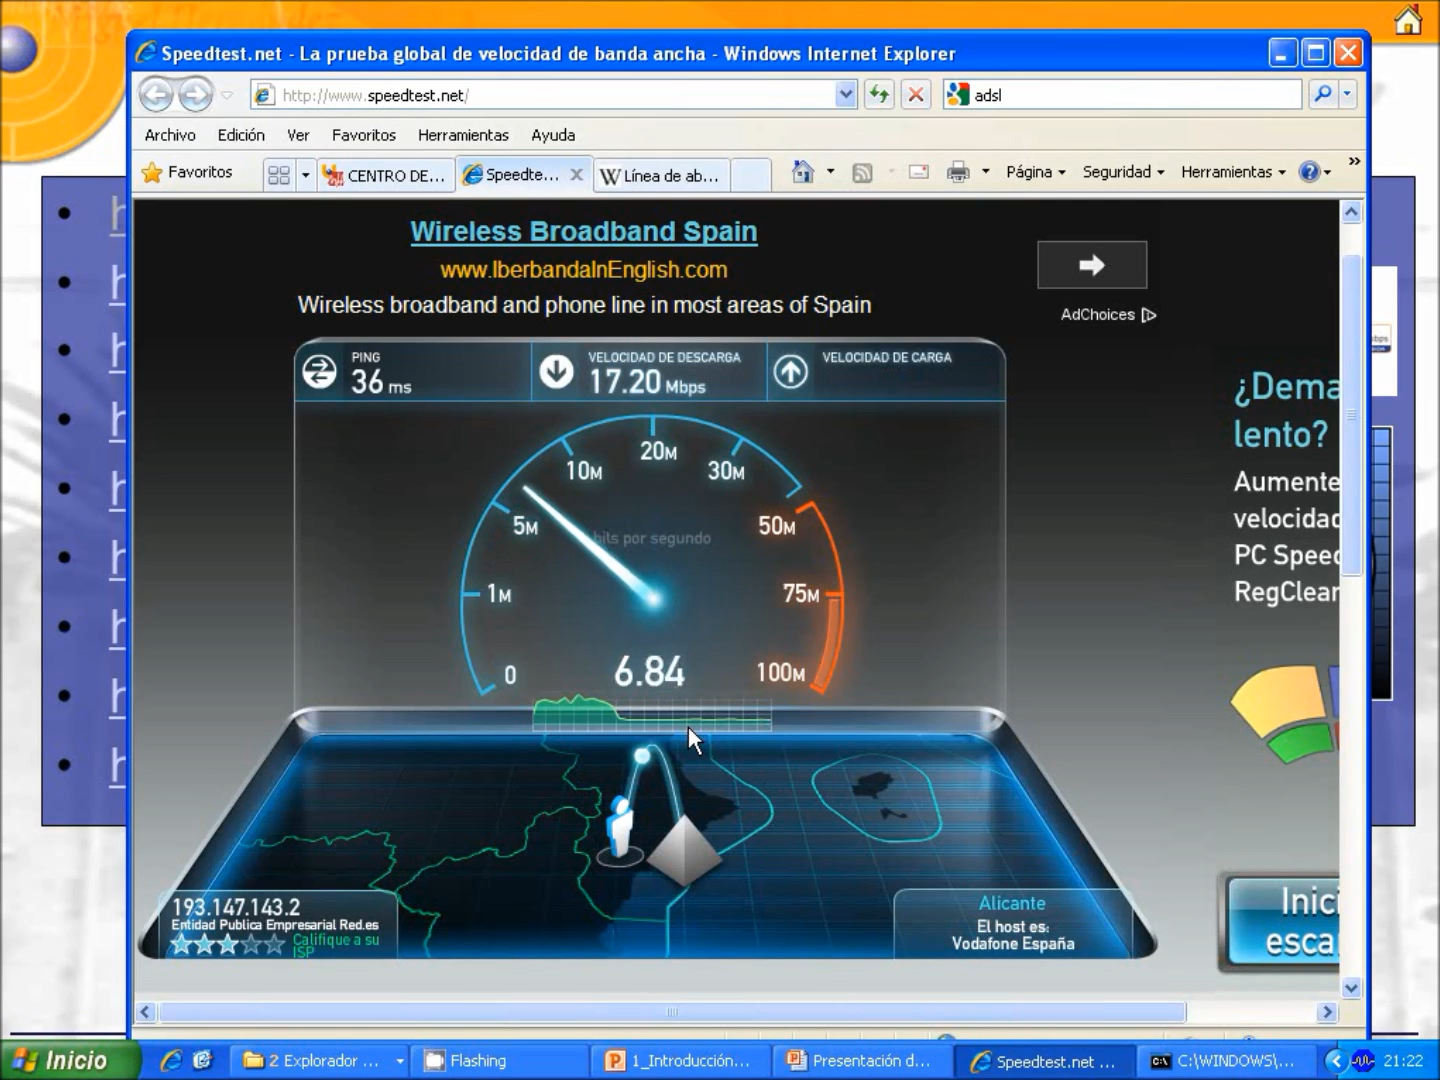 Speedtest.net - La prueba global de velocidad de banda ancha - Windows Internet Explorer
http://www.speedtest.net/
adsl
Archivo Edición Ver Favoritos Herramientas Ayuda
Favoritos
CENTRO DE...
Speedte...
Línea de ab...
Página
Seguridad
Herramientas
Wireless Broadband Spain
www.IberbandaInEnglish.com
Wireless broadband and phone line in most areas of Spain
AdChoices
PING
36 ms
VELOCIDAD DE DESCARGA
17.20 Mbps
VELOCIDAD DE CARGA
0
1M
5M
10M
20M
30M
50M
75M
100M
bits por segundo
6.84
¿Dema
lento?
Aumente
velocidad
PC Speed
RegClear
193.147.143.2
Entidad Publica Empresarial Red.es
Califique a su
ISP
Alicante
El host es:
Vodafone España
Inici
esca
Inicio
2 Explorador ...
Flashing
1_Introducción...
Presentación d...
Speedtest.net ...
C:\WINDOWS\...
21:22